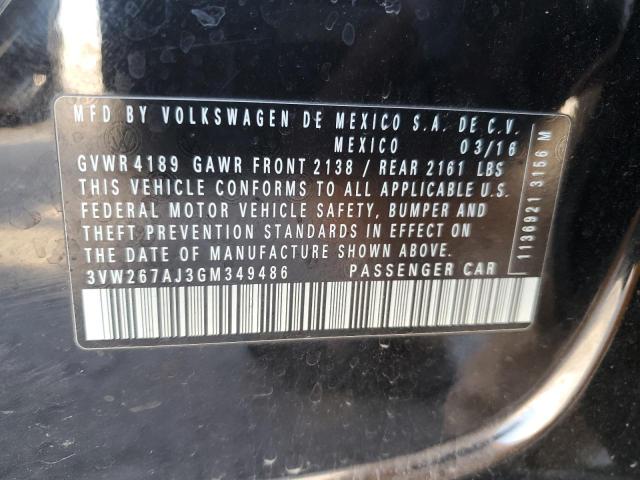 MFD BY VOLKSWAGEN DE MEXICO S.A. DE C.V.
MEXICO 03/16
GVWR 4189 GAWR FRONT 2138 / REAR 2161 LBS
THIS VEHICLE CONFORMS TO ALL APPLICABLE U.S.
FEDERAL MOTOR VEHICLE SAFETY, BUMPER AND
THEFT PREVENTION STANDARDS IN EFFECT ON
THE DATE OF MANUFACTURE SHOWN ABOVE.
3VW267AJ3GM349486 PASSENGER CAR
1136921 3156 M